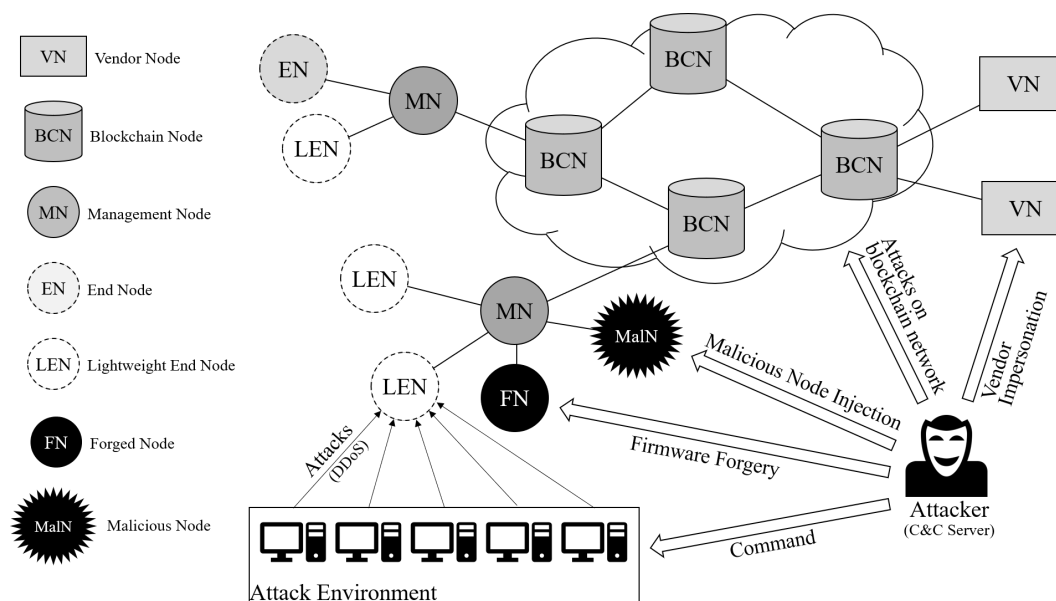 VN
Vendor Node
BCN
Blockchain Node
MN
Management Node
EN
End Node
LEN
Lightweight End Node
FN
Forged Node
MalN
Malicious Node
EN
LEN
MN
BCN
BCN
BCN
BCN
VN
VN
LEN
MN
MalN
LEN
FN
Attacks on
blockchain network
Vendor
Impersonation
Malicious Node Injection
Firmware Forgery
Command
Attacker
(C&C Server)
Attacks
(DDoS)
Attack Environment